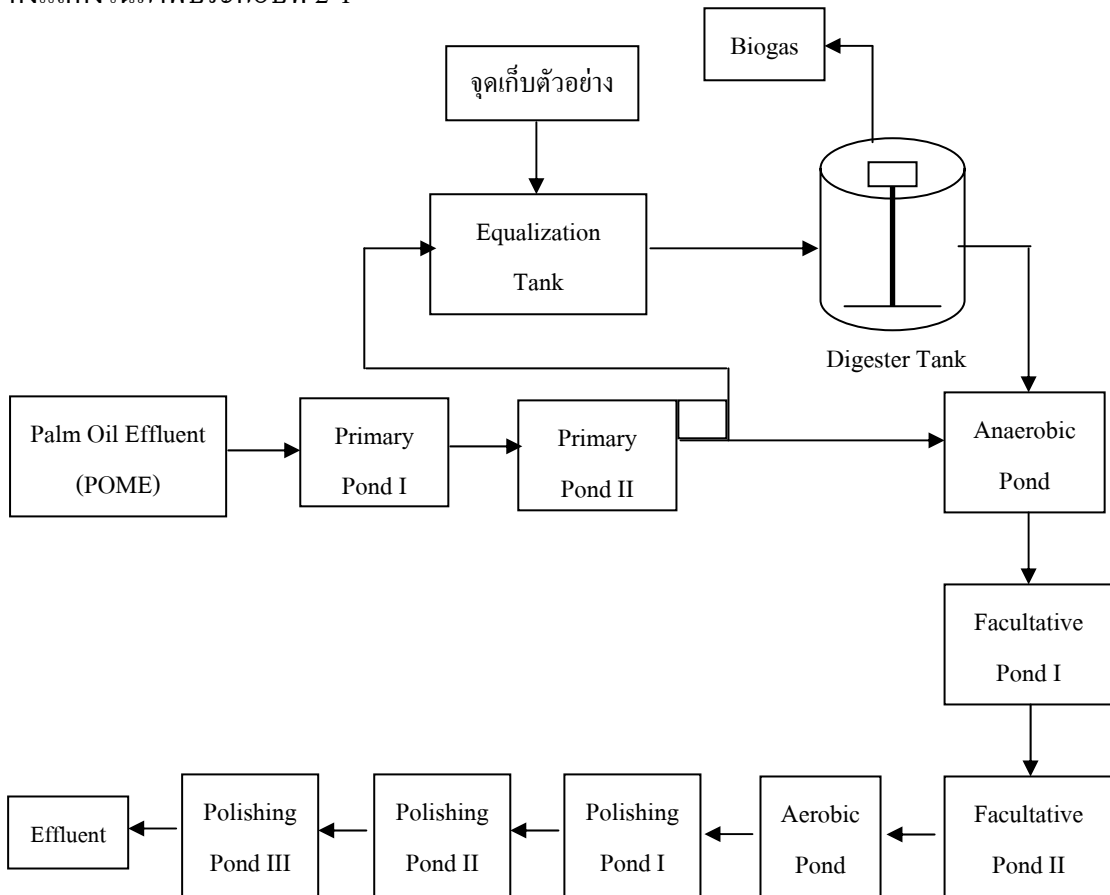 Biogas
จุดเก็บตัวอย่าง
Equalization
Tank
Digester Tank
Palm Oil Effluent
(POME)
Primary
Pond I
Primary
Pond II
Anaerobic
Pond
Facultative
Pond I
Facultative
Pond II
Aerobic
Pond
Polishing
Pond I
Polishing
Pond II
Polishing
Pond III
Effluent